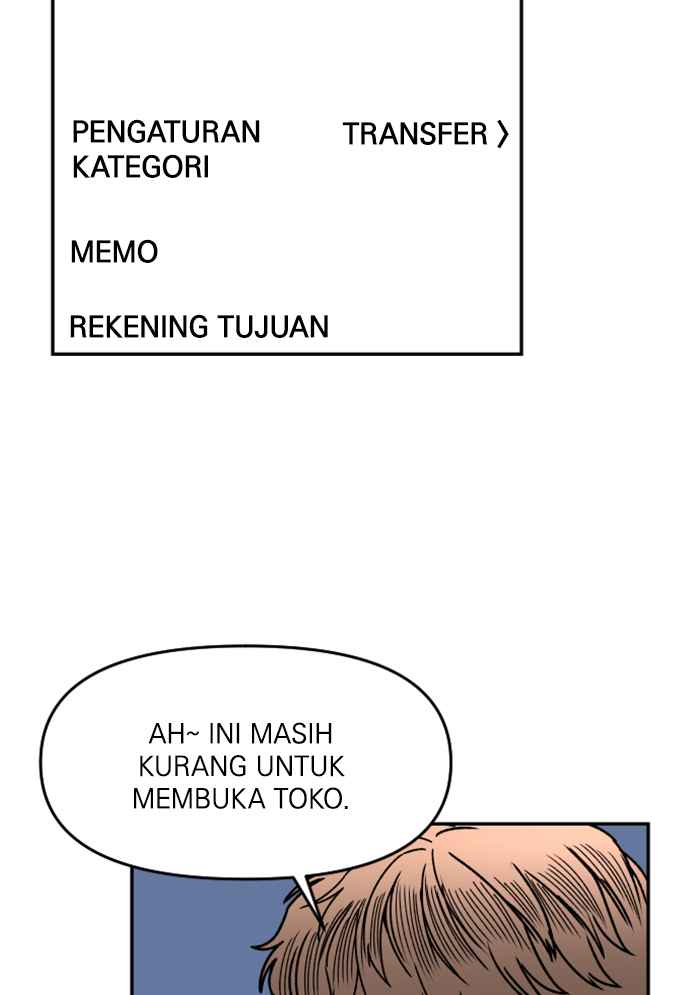 PENGATURAN TRANSFER >
KATEGORI
MEMO
REKENING TUJUAN
AH~ INI MASIH
KURANG UNTUK
MEMBUKA TOKO.